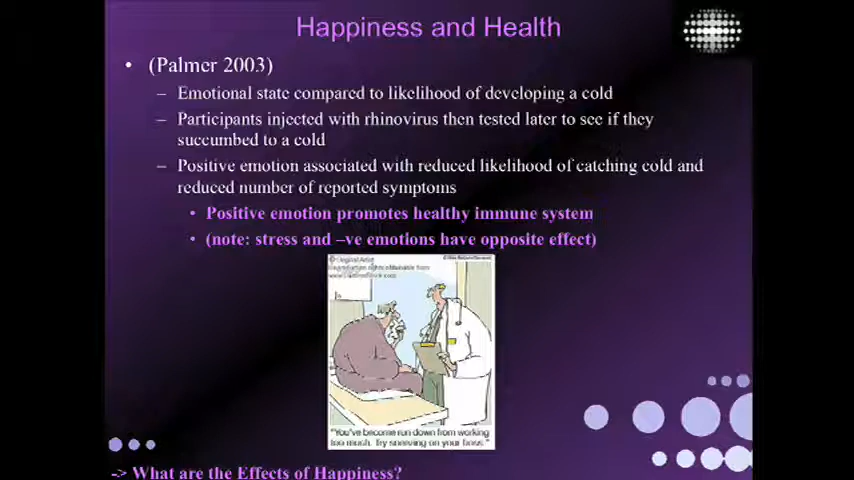 Happiness and Health
• (Palmer 2003)
– Emotional state compared to likelihood of developing a cold
– Participants injected with rhinovirus then tested later to see if they
succumbed to a cold
– Positive emotion associated with reduced likelihood of catching cold and
reduced number of reported symptoms
• Positive emotion promotes healthy immune system
• (note: stress and –ve emotions have opposite effect)
Reproduction rights obtainable from
"You've become run down from working
too much. Try sneezing on your boss."
-> What are the Effects of Happiness?